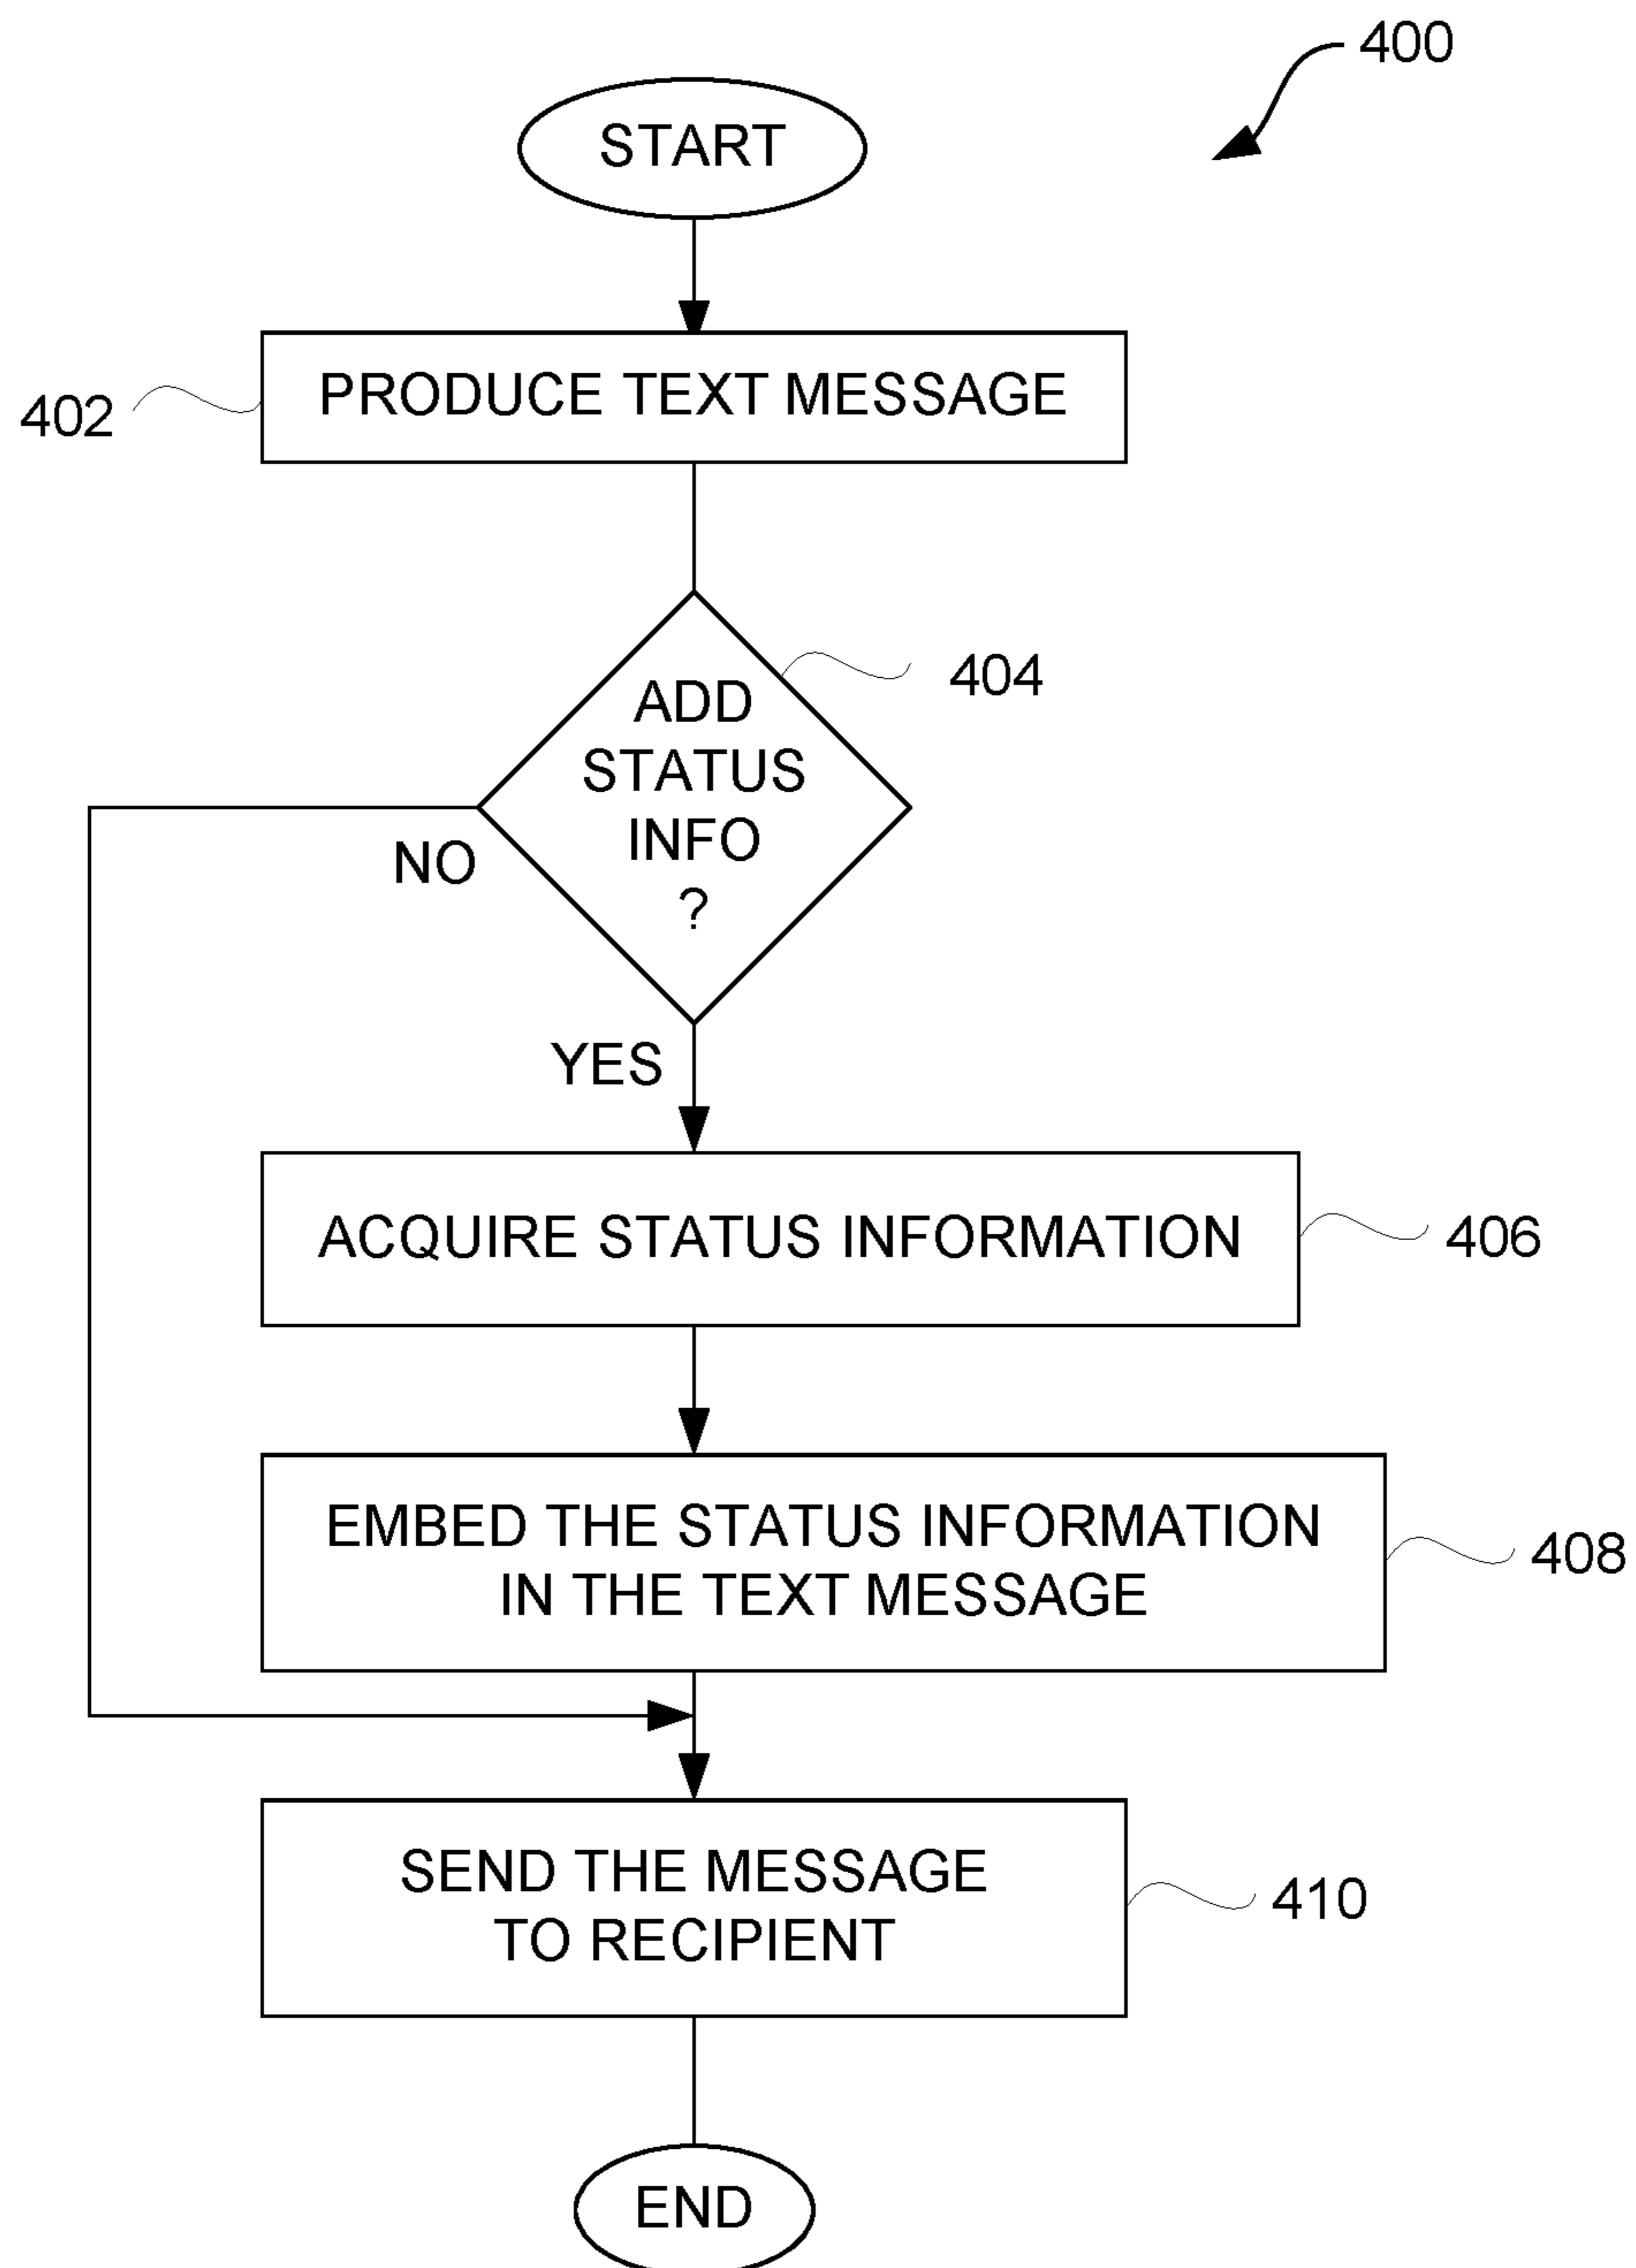 400
START
PRODUCE TEXT MESSAGE
402
404
ADD
STATUS
INFO
?
NO
YES
ACQUIRE STATUS INFORMATION
406
EMBED THE STATUS INFORMATION
IN THE TEXT MESSAGE
408
SEND THE MESSAGE
TO RECIPIENT
410
END